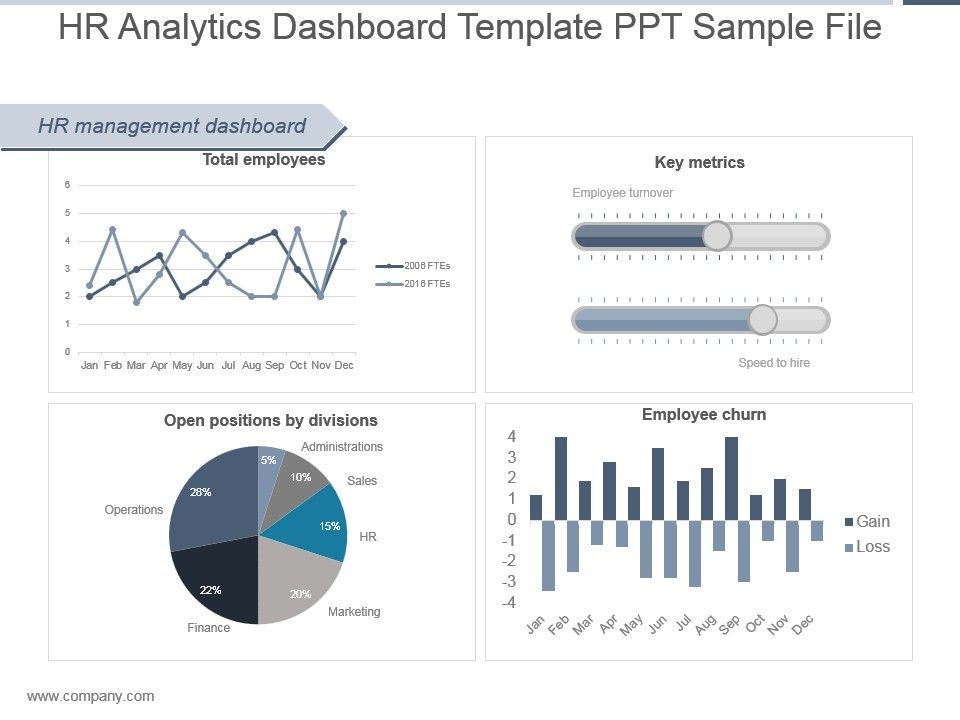 HR Analytics Dashboard Template PPT Sample File
HR management dashboard
Total employees
6
5
4
3
2
1
0
Jan Feb Mar Apr May Jun Jul Aug Sep Oct Nov Dec
2006 FTEs
2016 FTEs
Key metrics
Employee turnover
Speed to hire
Open positions by divisions
5%
Administrations
10%
Sales
15%
HR
20%
Marketing
22%
Finance
28%
Operations
Employee churn
4
3
2
1
0
-1
-2
-3
-4
Jan Feb Mar Apr May Jun Jul Aug Sep Oct Nov Dec
Gain
Loss
www.company.com